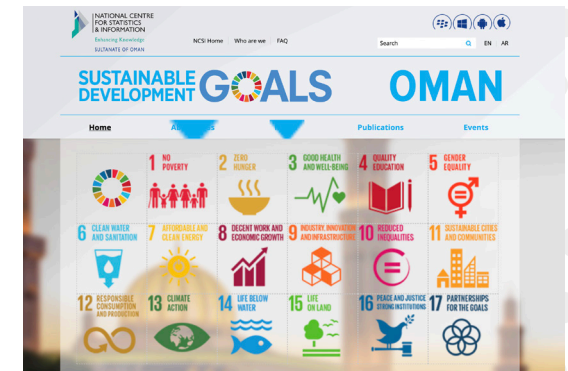 NATIONAL CENTRE
FOR STATISTICS
& INFORMATION
Enhancing Knowledge
SULTANATE OF OMAN
NCSI Home Who are we FAQ
Search
EN AR
SUSTAINABLE
DEVELOPMENT
GOALS
OMAN
Home
Publications
Events
1 NO
POVERTY
2 ZERO
HUNGER
3 GOOD HEALTH
AND WELL-BEING
4 QUALITY
EDUCATION
5 GENDER
EQUALITY
6 CLEAN WATER
AND SANITATION
7 AFFORDABLE AND
CLEAN ENERGY
8 DECENT WORK AND
ECONOMIC GROWTH
9 INDUSTRY, INNOVATION
AND INFRASTRUCTURE
10 REDUCED
INEQUALITIES
11 SUSTAINABLE CITIES
AND COMMUNITIES
12 RESPONSIBLE
CONSUMPTION
AND PRODUCTION
13 CLIMATE
ACTION
14 LIFE BELOW
WATER
15 LIFE
ON LAND
16 PEACE AND JUSTICE
STRONG INSTITUTIONS
17 PARTNERSHIPS
FOR THE GOALS